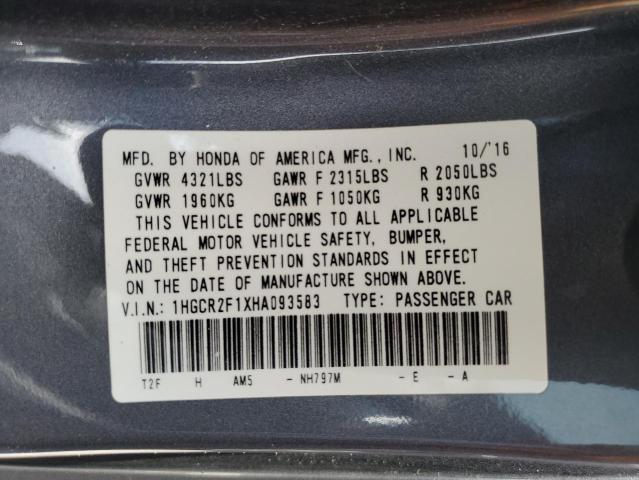 MFD. BY HONDA OF AMERICA MFG., INC. 10/'16
GVWR 4321LBS GAWR F 2315LBS R 2050LBS
GVWR 1960KG GAWR F 1050KG R 930KG
THIS VEHICLE CONFORMS TO ALL APPLICABLE
FEDERAL MOTOR VEHICLE SAFETY, BUMPER,
AND THEFT PREVENTION STANDARDS IN EFFECT
ON THE DATE OF MANUFACTURE SHOWN ABOVE.
V.I.N.: 1HGCR2F1XHA093583 TYPE: PASSENGER CAR
T2F H AM5 - NH797M - E - A